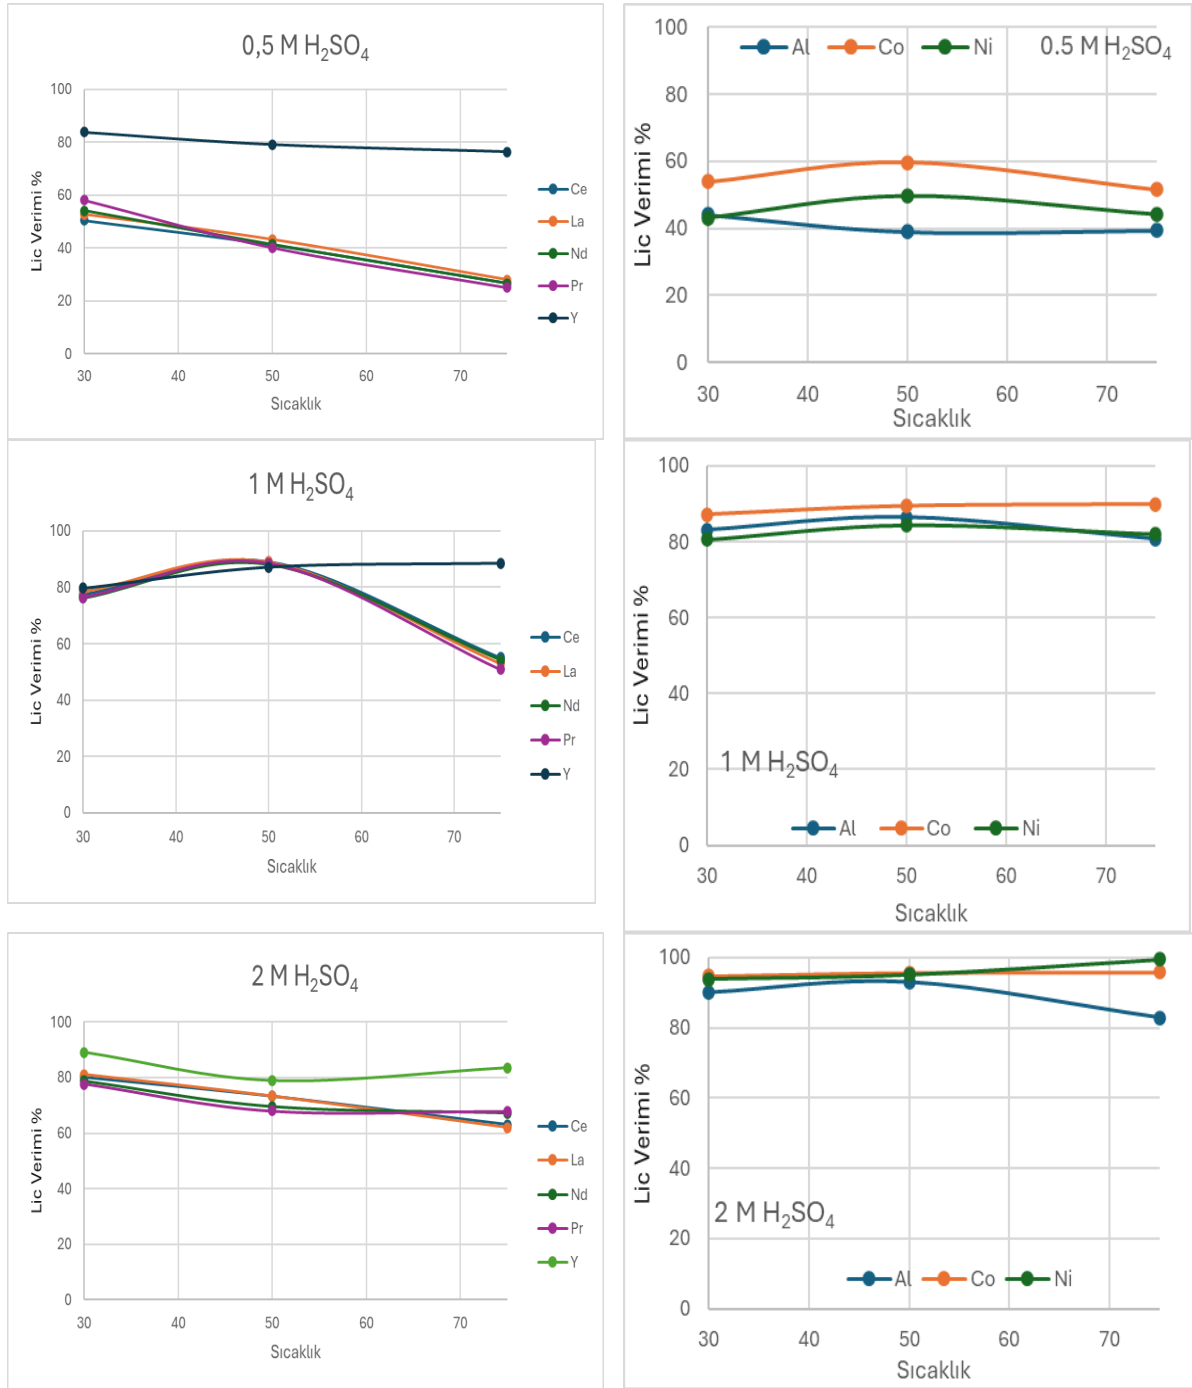 0,5 M H₂SO₄
100
80
60
40
20
0
Lic Verimi %
30 40 50 60 70
Sıcaklık
Ce
La
Nd
Pr
Y
Al Co Ni 0.5 M H₂SO₄
100
80
60
40
20
0
Lic Verimi %
30 40 50 60 70
Sıcaklık
1 M H₂SO₄
100
80
60
40
20
0
Lic Verimi %
30 40 50 60 70
Sıcaklık
Ce
La
Nd
Pr
Y
100
80
60
40
20
0
Lic Verimi %
1 M H₂SO₄
Al Co Ni
30 40 50 60 70
Sıcaklık
2 M H₂SO₄
100
80
60
40
20
0
Lic Verimi %
30 40 50 60 70
Sıcaklık
Ce
La
Nd
Pr
Y
100
80
60
40
20
0
Lic Verimi %
2 M H₂SO₄
Al Co Ni
30 40 50 60 70
Sıcaklık